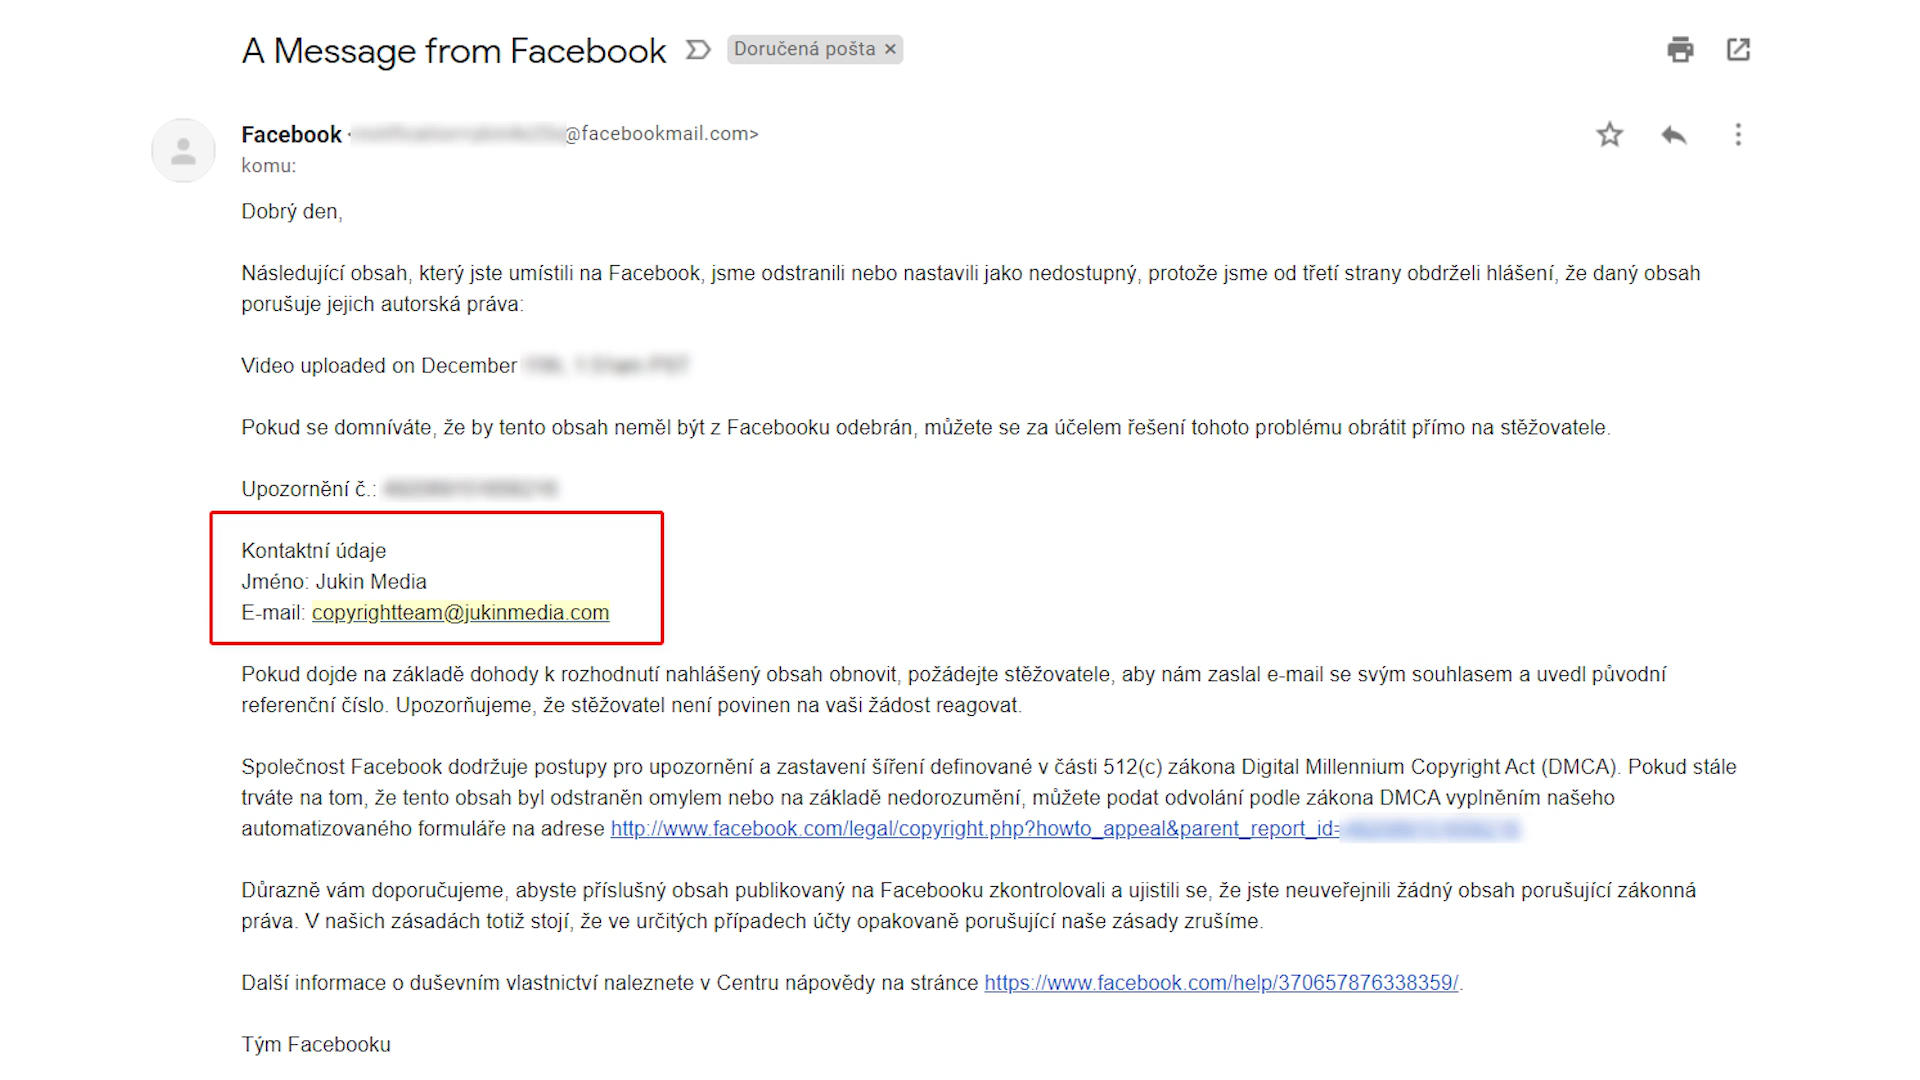 A Message from Facebook Doručená pošta ×
Facebook @facebookmail.com>
komu:
Dobrý den,
Následující obsah, který jste umístili na Facebook, jsme odstranili nebo nastavili jako nedostupný, protože jsme od třetí strany obdrželi hlášení, že daný obsah
porušuje jejich autorská práva:
Video uploaded on December
Pokud se domníváte, že by tento obsah neměl být z Facebooku odebrán, můžete se za účelem řešení tohoto problému obrátit přímo na stěžovatele.
Upozornění č.:
Kontaktní údaje
Jméno: Jukin Media
E-mail: copyrightteam@jukinmedia.com
Pokud dojde na základě dohody k rozhodnutí nahlášený obsah obnovit, požádejte stěžovatele, aby nám zaslal e-mail se svým souhlasem a uvedl původní
referenční číslo. Upozorňujeme, že stěžovatel není povinen na vaši žádost reagovat.
Společnost Facebook dodržuje postupy pro upozornění a zastavení šíření definované v části 512(c) zákona Digital Millennium Copyright Act (DMCA). Pokud stále
trváte na tom, že tento obsah byl odstraněn omylem nebo na základě nedorozumění, můžete podat odvolání podle zákona DMCA vyplněním našeho
automatizovaného formuláře na adrese http://www.facebook.com/legal/copyright.php?howto_appeal&parent_report_id=
Důrazně vám doporučujeme, abyste příslušný obsah publikovaný na Facebooku zkontrolovali a ujistili se, že jste neuveřejnili žádný obsah porušující zákonná
práva. V našich zásadách totiž stojí, že ve určitých případech účty opakovaně porušující naše zásady zrušíme.
Další informace o duševním vlastnictví naleznete v Centru nápovědy na stránce https://www.facebook.com/help/370657876338359/.
Tým Facebooku